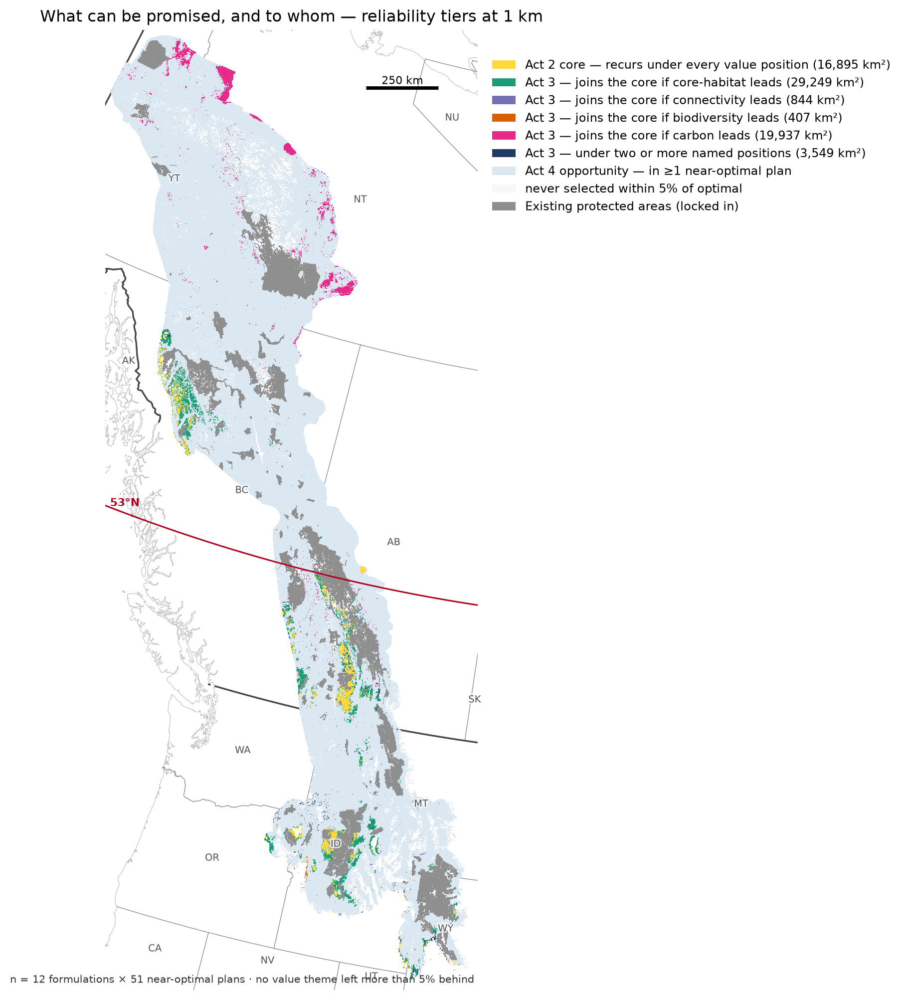 What can be promised, and to whom — reliability tiers at 1 km
250 km
NU
Act 2 core — recurs under every value position (16,895 km²)
Act 3 — joins the core if core-habitat leads (29,249 km²)
Act 3 — joins the core if connectivity leads (844 km²)
Act 3 — joins the core if biodiversity leads (407 km²)
Act 3 — joins the core if carbon leads (19,937 km²)
Act 3 — under two or more named positions (3,549 km²)
Act 4 opportunity — in ≥1 near-optimal plan
never selected within 5% of optimal
Existing protected areas (locked in)
YT
NT
AK
BC
53°N
AB
SK
WA
MT
ID
OR
WY
CA
NV
UT
n = 12 formulations × 51 near-optimal plans · no value theme left more than 5% behind